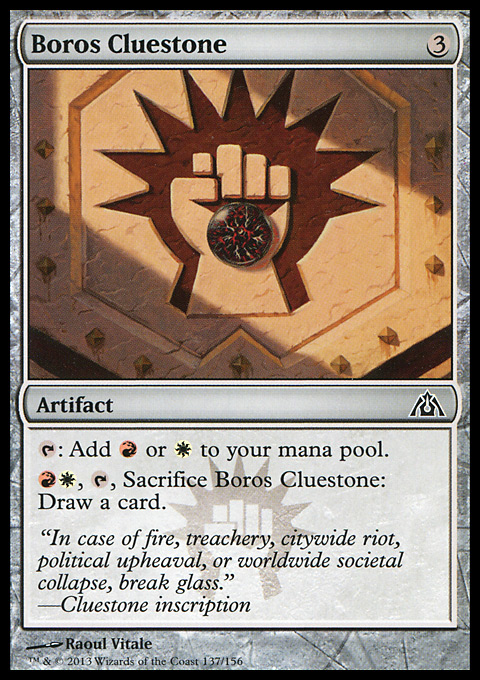 Boros Cluestone 3
Artifact
: Add or to your mana pool.
, , Sacrifice Boros Cluestone:
Draw a card.
“In case of fire, treachery, citywide riot,
political upheaval, or worldwide societal
collapse, break glass.”
—Cluestone inscription
Raoul Vitale
™ & © 2013 Wizards of the Coast 137/156